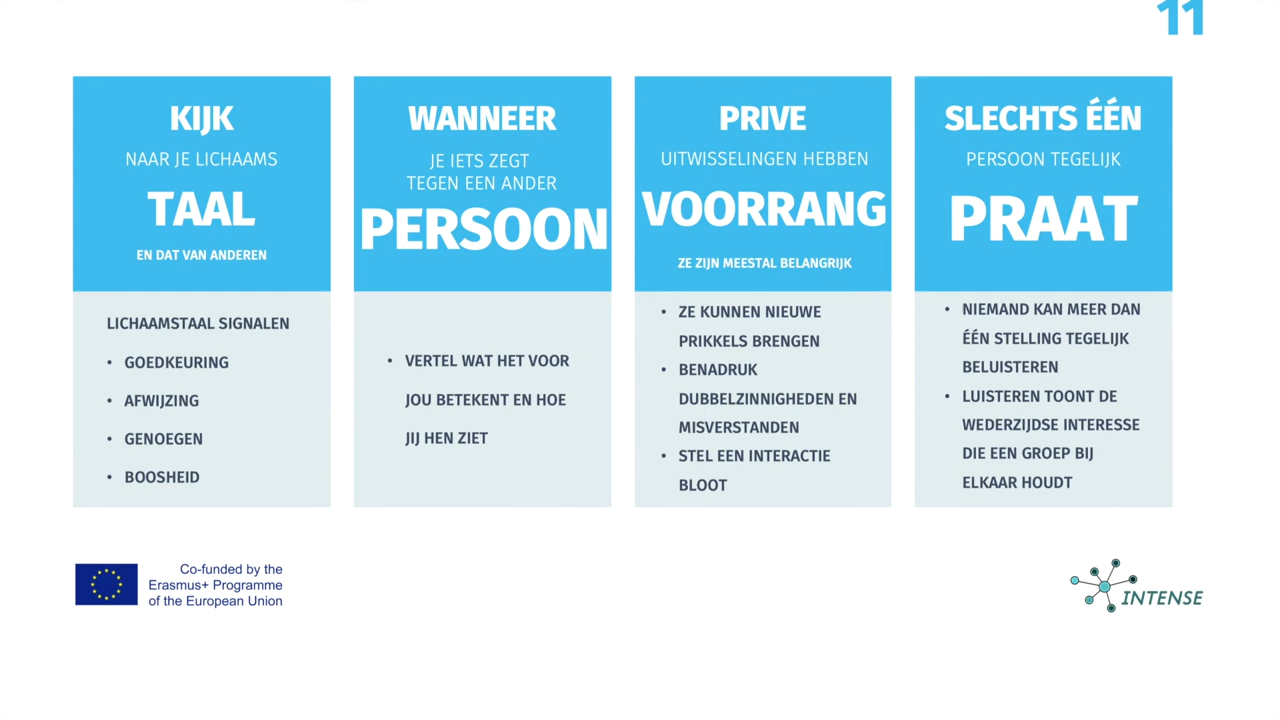 11
KIJK
NAAR JE LICHAAMS
TAAL
EN DAT VAN ANDEREN
LICHAAMSTAAL SIGNALEN
• GOEDKEURING
• AFWIJZING
• GENOEGEN
• BOOSHEID
WANNEER
JE IETS ZEGT
TEGEN EEN ANDER
PERSOON
• VERTEL WAT HET VOOR
JOU BETEKENT EN HOE
JIJ HEN ZIET
PRIVE
UITWISSELINGEN HEBBEN
VOORRANG
ZE ZIJN MEESTAL BELANGRIJK
• ZE KUNNEN NIEUWE
PRIKKELS BRENGEN
• BENADRUK
DUBBELZINNIGHEDEN EN
MISVERSTANDEN
• STEL EEN INTERACTIE
BLOOT
SLECHTS ÉÉN
PERSOON TEGELIJK
PRAAT
• NIEMAND KAN MEER DAN
ÉÉN STELLING TEGELIJK
BELUISTEREN
• LUISTEREN TOONT DE
WEDERZIJDSE INTERESSE
DIE EEN GROEP BIJ
ELKAAR HOUDT
Co-funded by the
Erasmus+ Programme
of the European Union
INTENSE